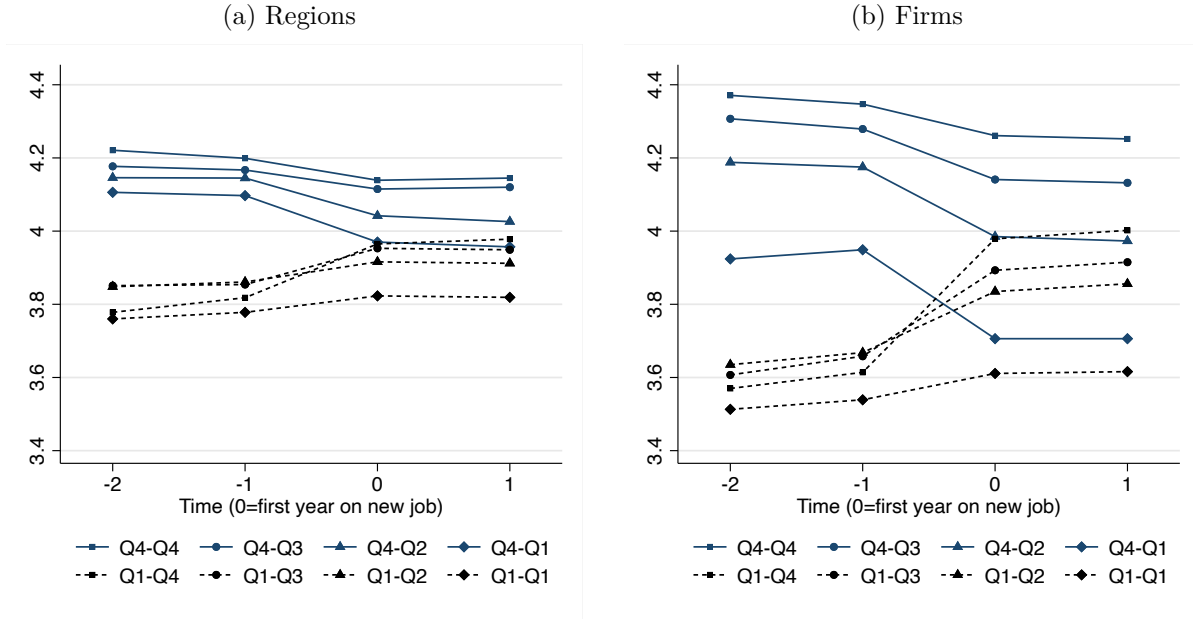 (a) Regions
4.4
4.2
4
3.8
3.6
3.4
-2 -1 0 1
Time (0=first year on new job)
Q4-Q4 Q4-Q3 Q4-Q2 Q4-Q1
Q1-Q4 Q1-Q3 Q1-Q2 Q1-Q1
(b) Firms
4.4
4.2
4
3.8
3.6
3.4
-2 -1 0 1
Time (0=first year on new job)
Q4-Q4 Q4-Q3 Q4-Q2 Q4-Q1
Q1-Q4 Q1-Q3 Q1-Q2 Q1-Q1